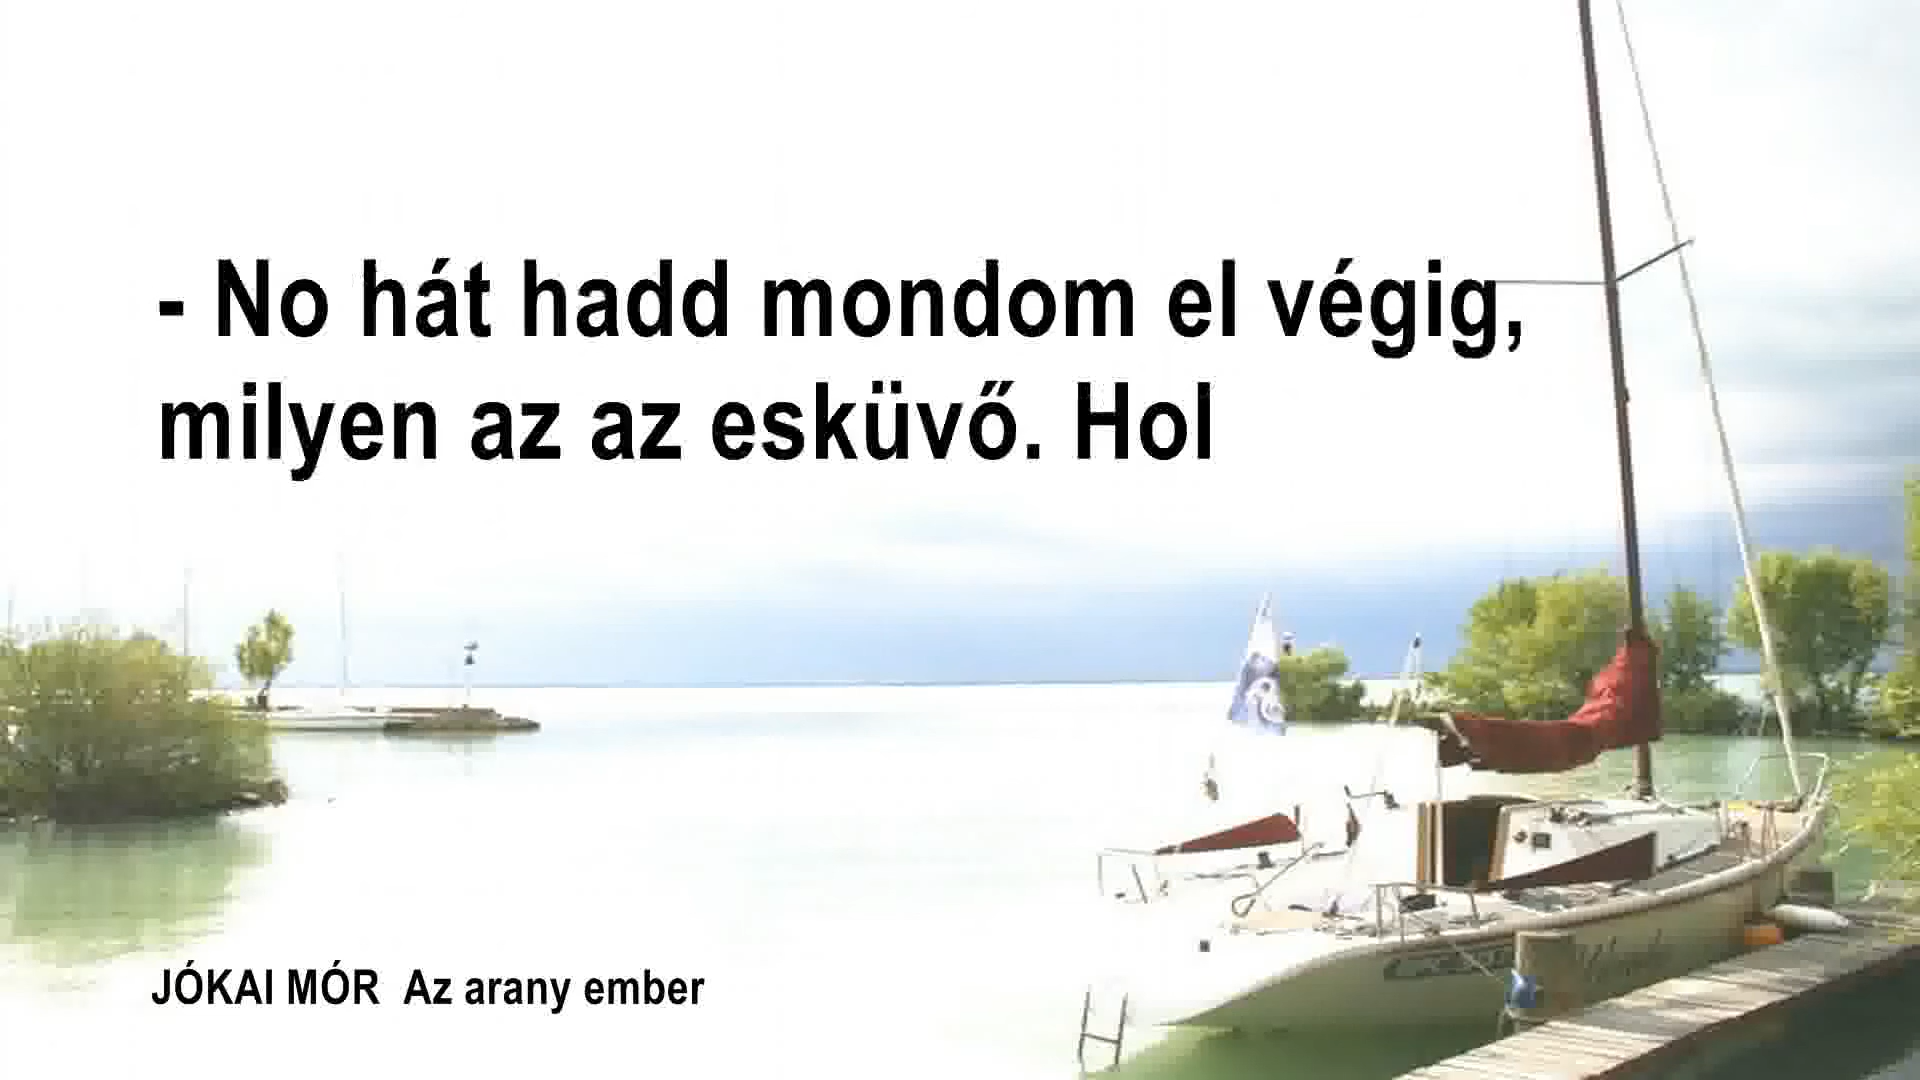 - No hát hadd mondom el végig,
milyen az az esküvő. Hol
JÓKAI MÓR Az arany ember